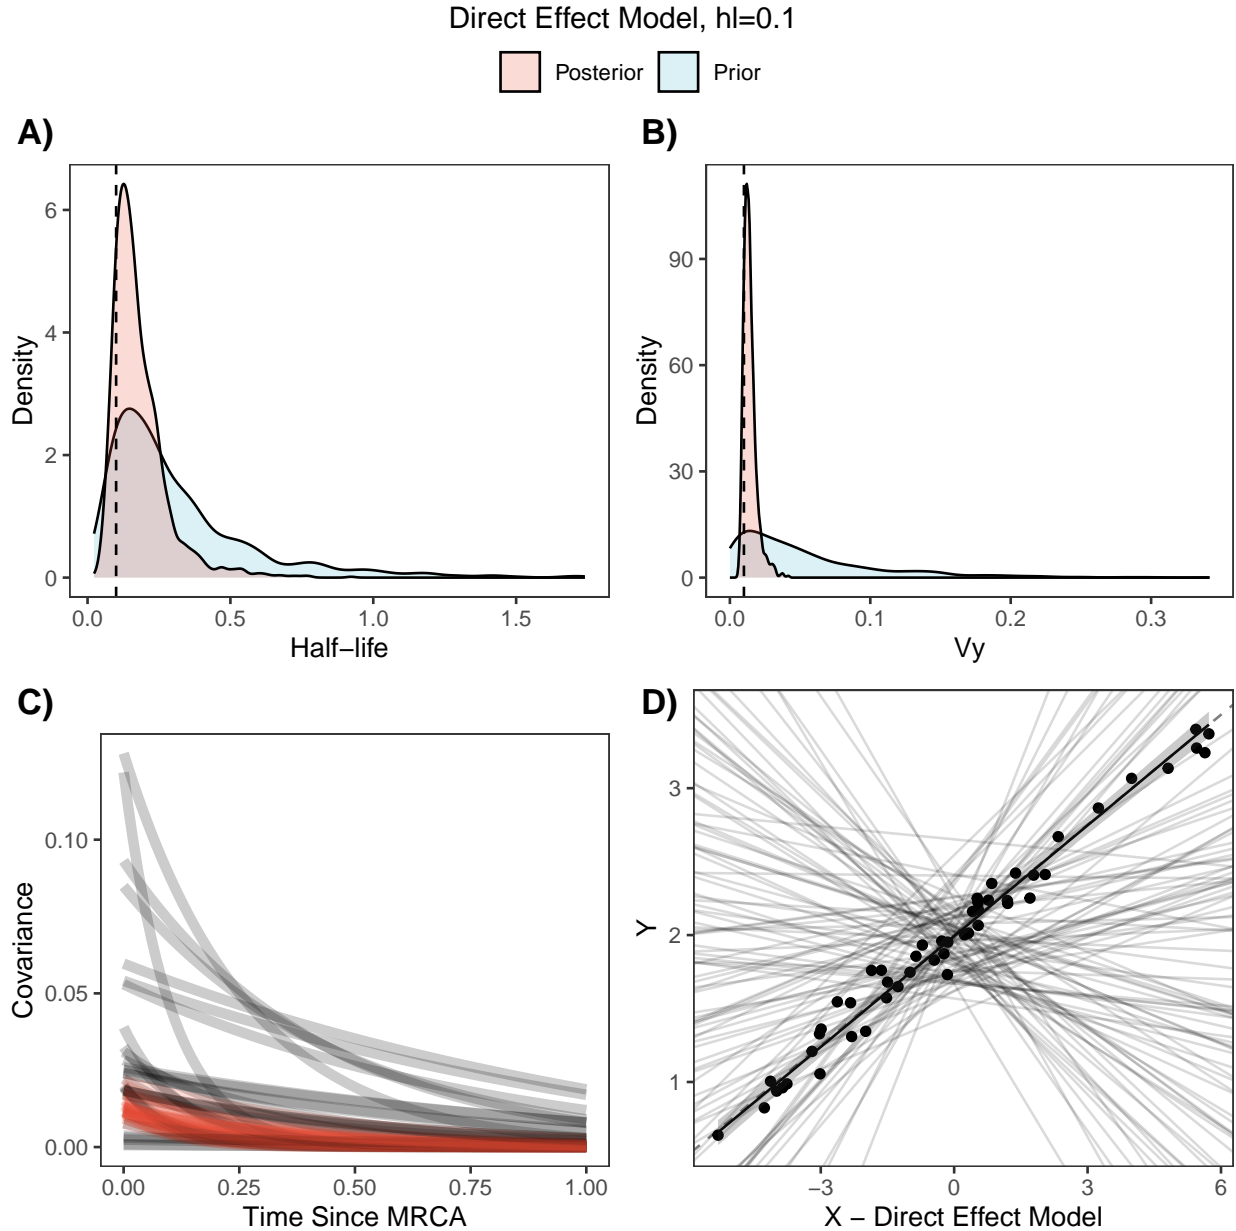 Direct Effect Model, hl=0.1
Posterior Prior
A)
Density
6
4
2
0
0.0 0.5 1.0 1.5
Half−life
B)
Density
90
60
30
0
0.0 0.1 0.2 0.3
Vy
C)
Covariance
0.10
0.05
0.00
0.00 0.25 0.50 0.75 1.00
Time Since MRCA
D)
Y
3
2
1
−3 0 3 6
X − Direct Effect Model